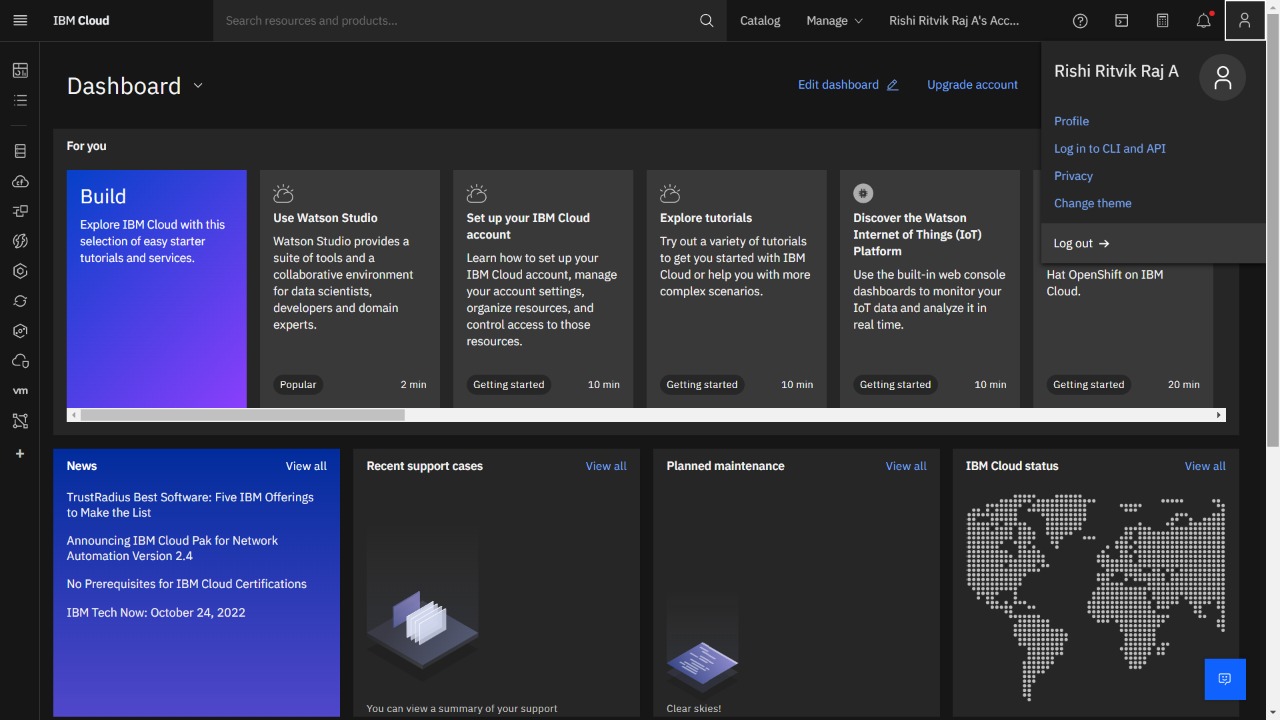 IBM Cloud
Search resources and products...
Catalog
Manage
Rishi Ritvik Raj A's Acc...
Rishi Ritvik Raj A
Profile
Log in to CLI and API
Privacy
Change theme
Log out →
Dashboard
Edit dashboard
Upgrade account
For you
Build
Explore IBM Cloud with this
selection of easy starter
tutorials and services.
Use Watson Studio
Watson Studio provides a
suite of tools and a
collaborative environment
for data scientists,
developers and domain
experts.
Popular
2 min
Set up your IBM Cloud
account
Learn how to set up your
IBM Cloud account, manage
your account settings,
organize resources, and
control access to those
resources.
Getting started
10 min
Explore tutorials
Try out a variety of tutorials
to get you started with IBM
Cloud or help you with more
complex scenarios.
Getting started
10 min
Discover the Watson
Internet of Things (IoT)
Platform
Use the built-in web console
dashboards to monitor your
IoT data and analyze it in
real time.
Getting started
10 min
Hat OpenShift on IBM
Cloud.
Getting started
20 min
vm
News
View all
TrustRadius Best Software: Five IBM Offerings
to Make the List
Announcing IBM Cloud Pak for Network
Automation Version 2.4
No Prerequisites for IBM Cloud Certifications
IBM Tech Now: October 24, 2022
Recent support cases
View all
You can view a summary of your support
Planned maintenance
View all
Clear skies!
IBM Cloud status
View all